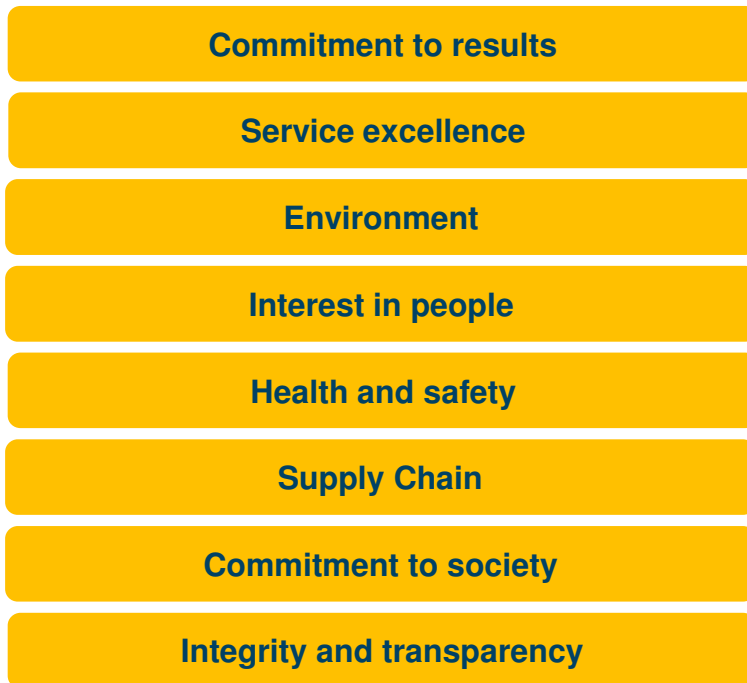 Commitment to results
Service excellence
Environment
Interest in people
Health and safety
Supply Chain
Commitment to society
Integrity and transparency